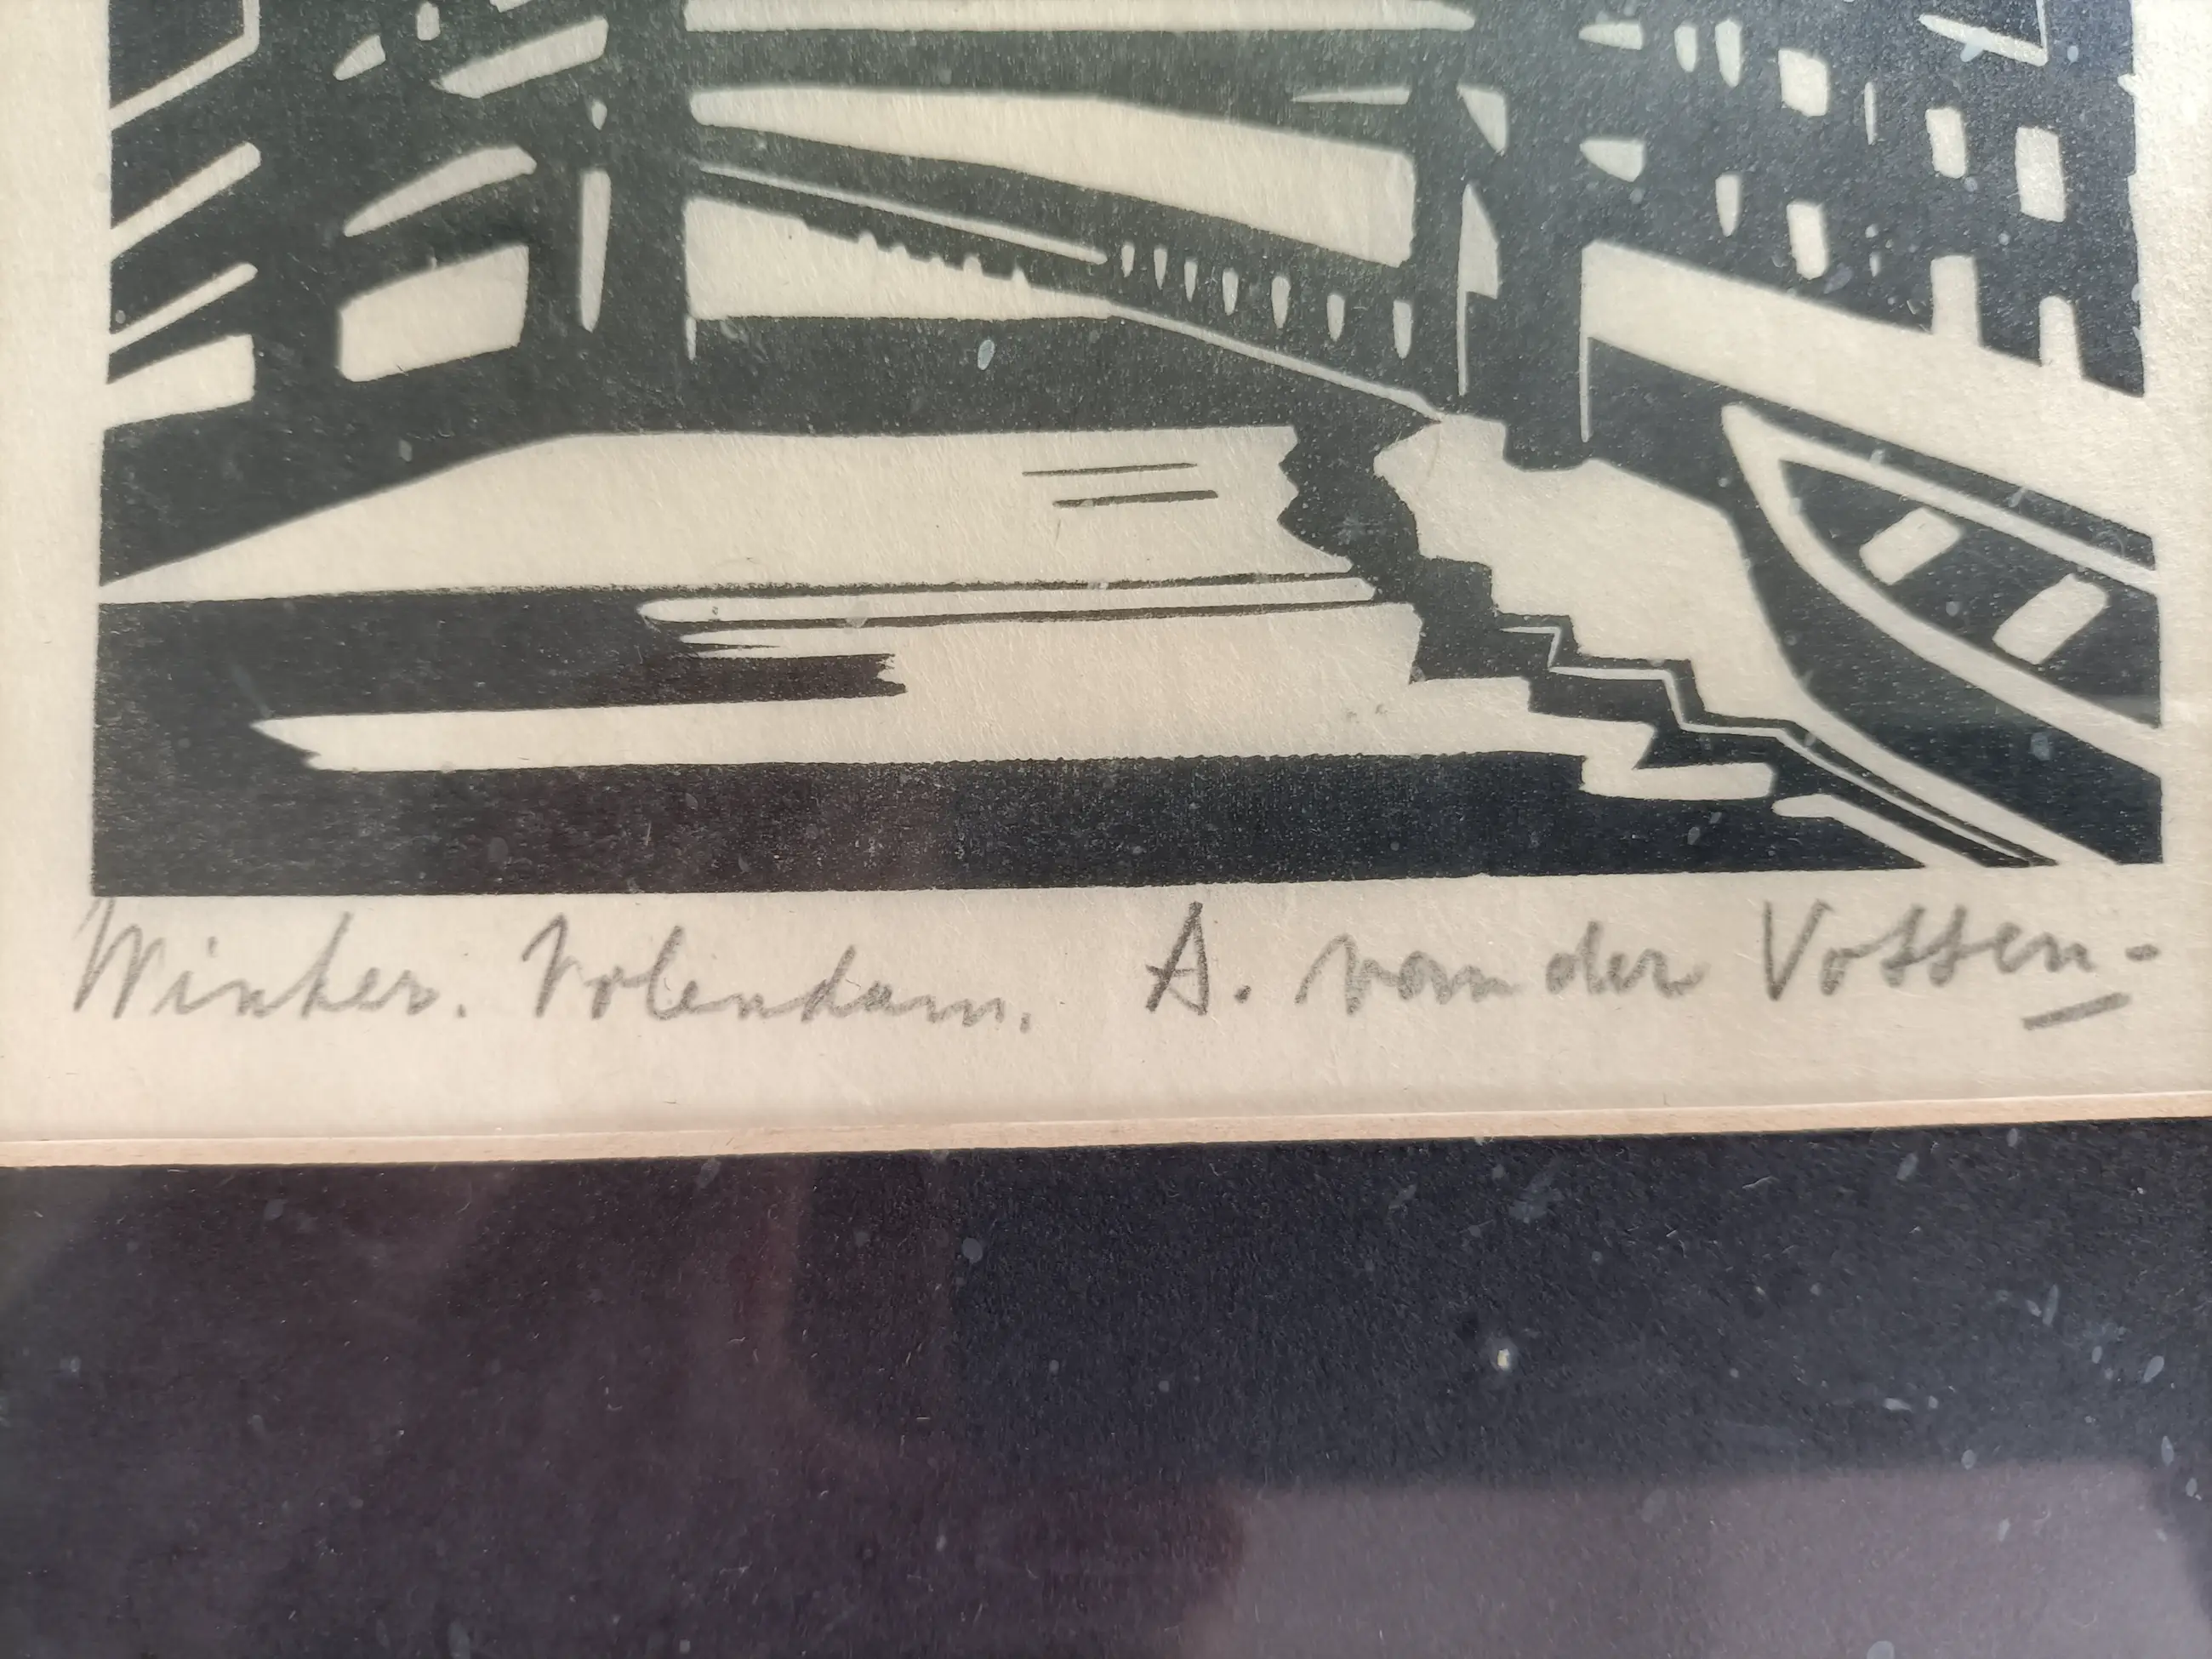 Winter. Volendam. A. van der Vossen-